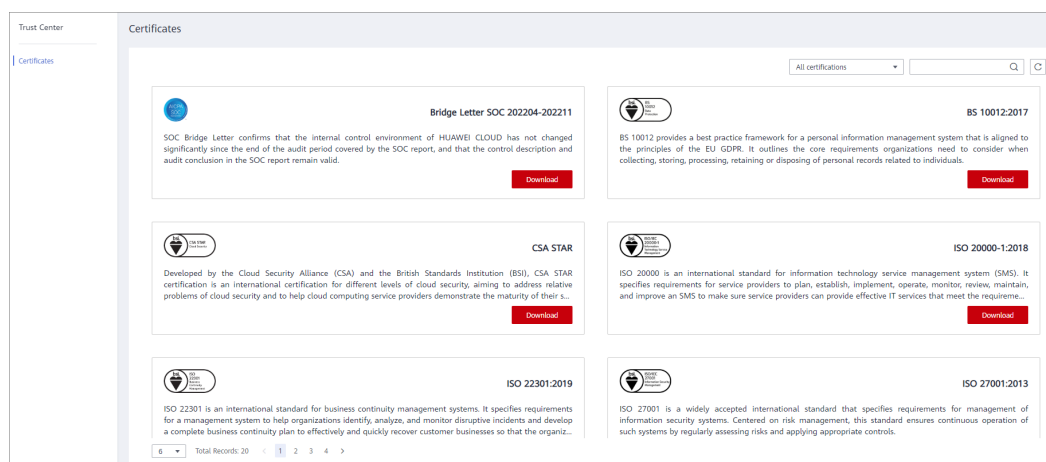 Trust Center
Certificates
Certificates
All certifications
Bridge Letter SOC 202204-202211
SOC Bridge Letter confirms that the internal control environment of HUAWEI CLOUD has not changed
significantly since the end of the audit period covered by the SOC report, and that the control description and
audit conclusion in the SOC report remain valid.
Download
BS 10012:2017
BS 10012 provides a best practice framework for a personal information management system that is aligned to
the principles of the EU GDPR. It outlines the core requirements organizations need to consider when
collecting, storing, processing, retaining or disposing of personal records related to individuals.
Download
CSA STAR
Developed by the Cloud Security Alliance (CSA) and the British Standards Institution (BSI), CSA STAR
certification is an international certification for different levels of cloud security, aiming to address relative
problems of cloud security and to help cloud computing service providers demonstrate the maturity of their s...
Download
ISO 20000-1:2018
ISO 20000 is an international standard for information technology service management system (SMS). It
specifies requirements for service providers to plan, establish, implement, operate, monitor, review, maintain,
and improve an SMS to make sure service providers can provide effective IT services that meet the requireme...
Download
ISO 22301:2019
ISO 22301 is an international standard for business continuity management systems. It specifies requirements
for a management system to help organizations identify, analyze, and monitor disruptive incidents and develop
a complete business continuity plan to effectively and quickly recover customer businesses so that the organiz...
ISO 27001:2013
ISO 27001 is a widely accepted international standard that specifies requirements for management of
information security systems. Centered on risk management, this standard ensures continuous operation of
such systems by regularly assessing risks and applying appropriate controls.
6 Total Records: 20 < 1 2 3 4 >